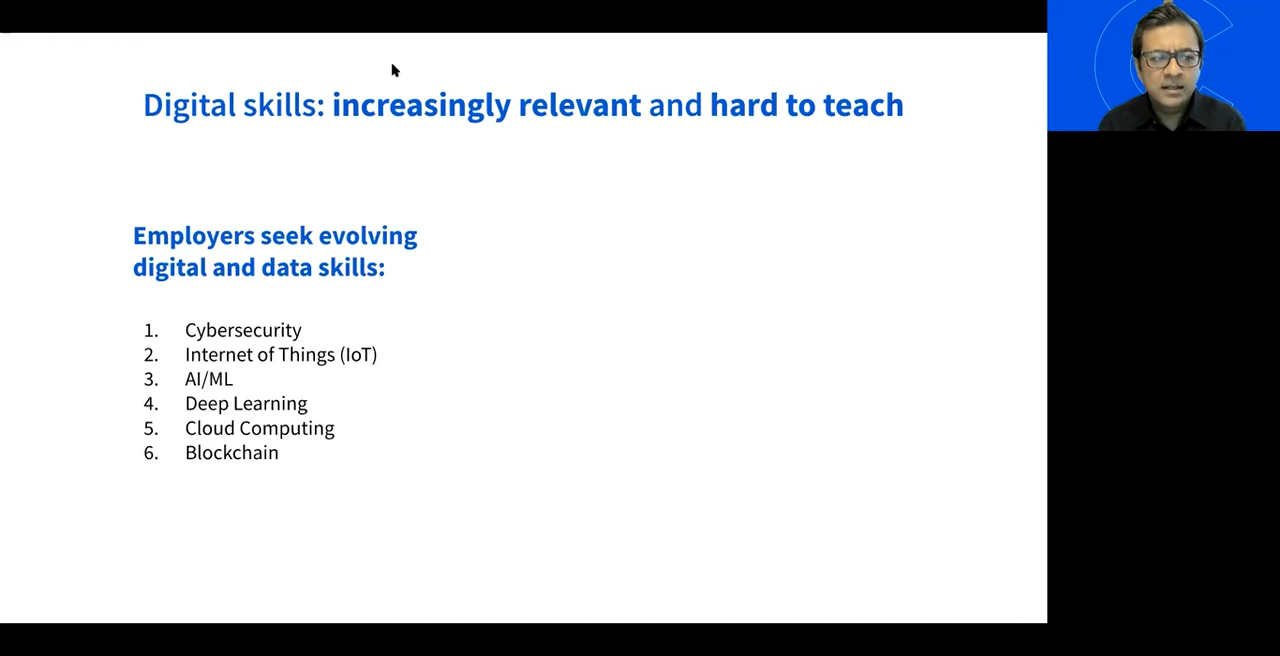 Digital skills: increasingly relevant and hard to teach
Employers seek evolving
digital and data skills:
1. Cybersecurity
2. Internet of Things (IoT)
3. AI/ML
4. Deep Learning
5. Cloud Computing
6. Blockchain